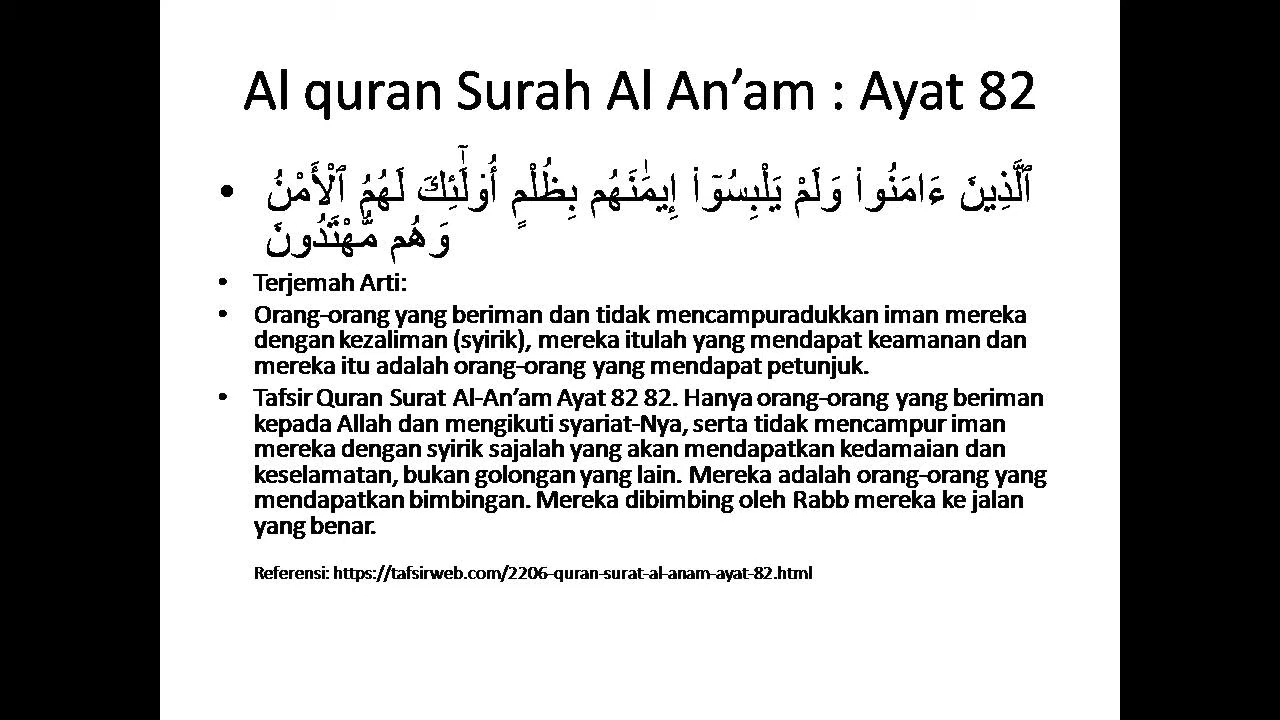 Al quran Surah Al An’am : Ayat 82
• ٱلَّذِينَ ءَامَنُوا۟ وَلَمْ يَلْبِسُوٓا۟ إِيمَٰنَهُم بِظُلْمٍ أُو۟لَٰٓئِكَ لَهُمُ ٱلْأَمْنُ
وَهُم مُّهْتَدُونَ
• Terjemah Arti:
• Orang-orang yang beriman dan tidak mencampuradukkan iman mereka
dengan kezaliman (syirik), mereka itulah yang mendapat keamanan dan
mereka itu adalah orang-orang yang mendapat petunjuk.
• Tafsir Quran Surat Al-An’am Ayat 82 82. Hanya orang-orang yang beriman
kepada Allah dan mengikuti syariat-Nya, serta tidak mencampur iman
mereka dengan syirik sajalah yang akan mendapatkan kedamaian dan
keselamatan, bukan golongan yang lain. Mereka adalah orang-orang yang
mendapatkan bimbingan. Mereka dibimbing oleh Rabb mereka ke jalan
yang benar.
Referensi: https://tafsirweb.com/2206-quran-surat-al-anam-ayat-82.html